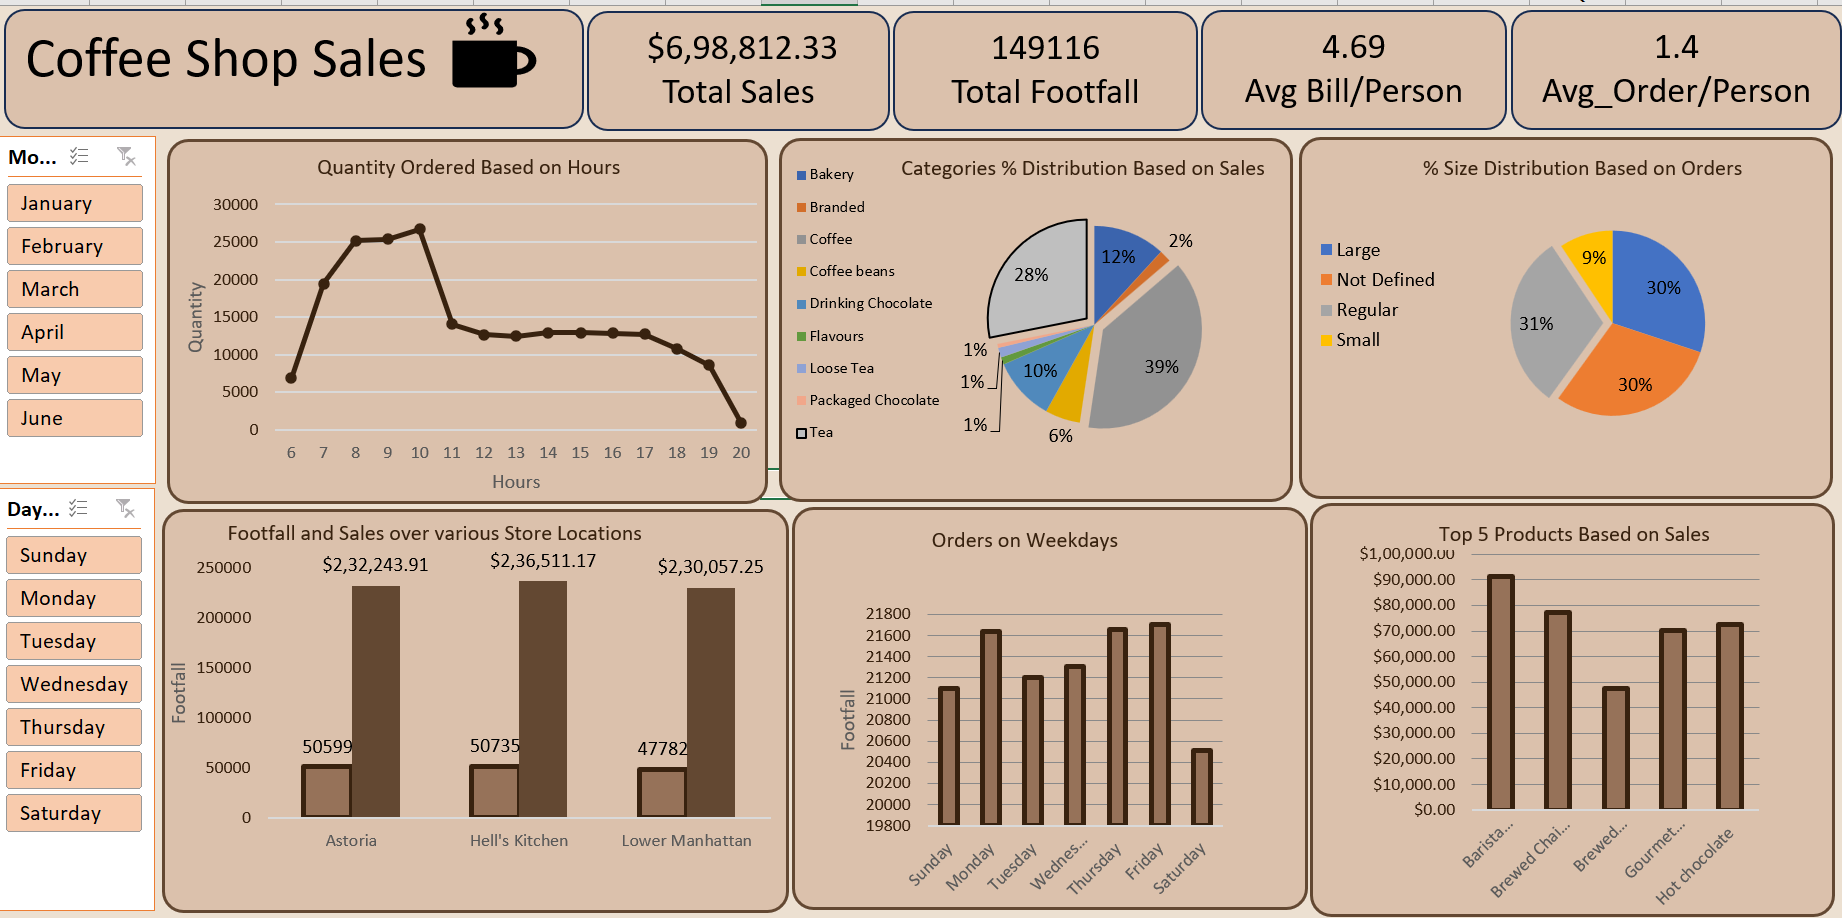 Coffee Shop Sales
$6,98,812.33
Total Sales
149116
Total Footfall
4.69
Avg Bill/Person
1.4
Avg_Order/Person
Mo...
January
February
March
April
May
June
Day...
Sunday
Monday
Tuesday
Wednesday
Thursday
Friday
Saturday
Quantity Ordered Based on Hours
Quantity
30000
25000
20000
15000
10000
5000
0
6 7 8 9 10 11 12 13 14 15 16 17 18 19 20
Hours
Categories % Distribution Based on Sales
Bakery
Branded
Coffee
Coffee beans
Drinking Chocolate
Flavours
Loose Tea
Packaged Chocolate
Tea
12%
2%
39%
6%
10%
1%
1%
1%
28%
% Size Distribution Based on Orders
Large
Not Defined
Regular
Small
30%
30%
31%
9%
Footfall and Sales over various Store Locations
Footfall
250000
200000
150000
100000
50000
0
$2,32,243.91
$2,36,511.17
$2,30,057.25
50599
50735
47782
Astoria
Hell's Kitchen
Lower Manhattan
Orders on Weekdays
Footfall
21800
21600
21400
21200
21000
20800
20600
20400
20200
20000
19800
Sunday
Monday
Tuesday
Wednes...
Thursday
Friday
Saturday
Top 5 Products Based on Sales
$1,00,000.00
$90,000.00
$80,000.00
$70,000.00
$60,000.00
$50,000.00
$40,000.00
$30,000.00
$20,000.00
$10,000.00
$0.00
Barista...
Brewed Chai...
Brewed...
Gourmet...
Hot chocolate